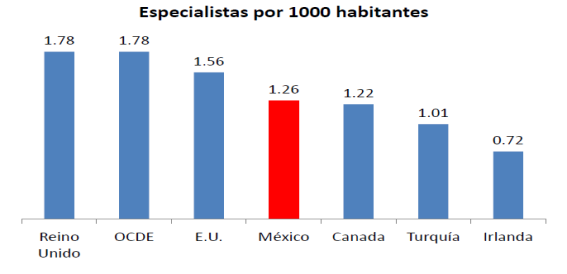 Especialistas por 1000 habitantes
1.78
1.78
1.56
1.26
1.22
1.01
0.72
Reino Unido
OCDE
E.U.
México
Canada
Turquía
Irlanda